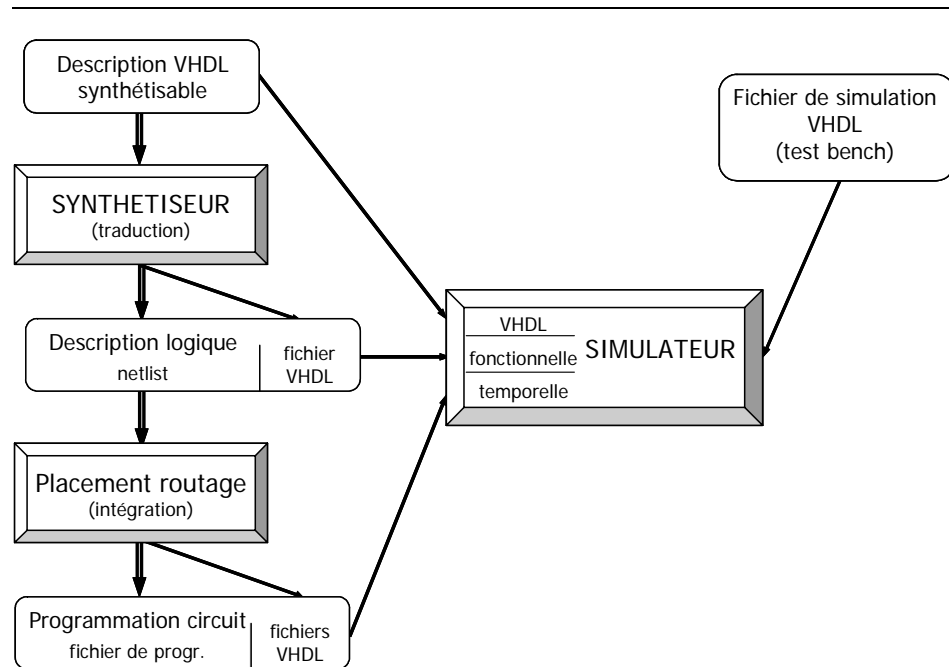 Description VHDL
synthétisable
Fichier de simulation
VHDL
(test bench)
SYNTHETISEUR
(traduction)
Description logique
netlist
fichier
VHDL
VHDL
fonctionnelle
temporelle
SIMULATEUR
Placement routage
(intégration)
Programmation circuit
fichier de progr.
fichiers
VHDL